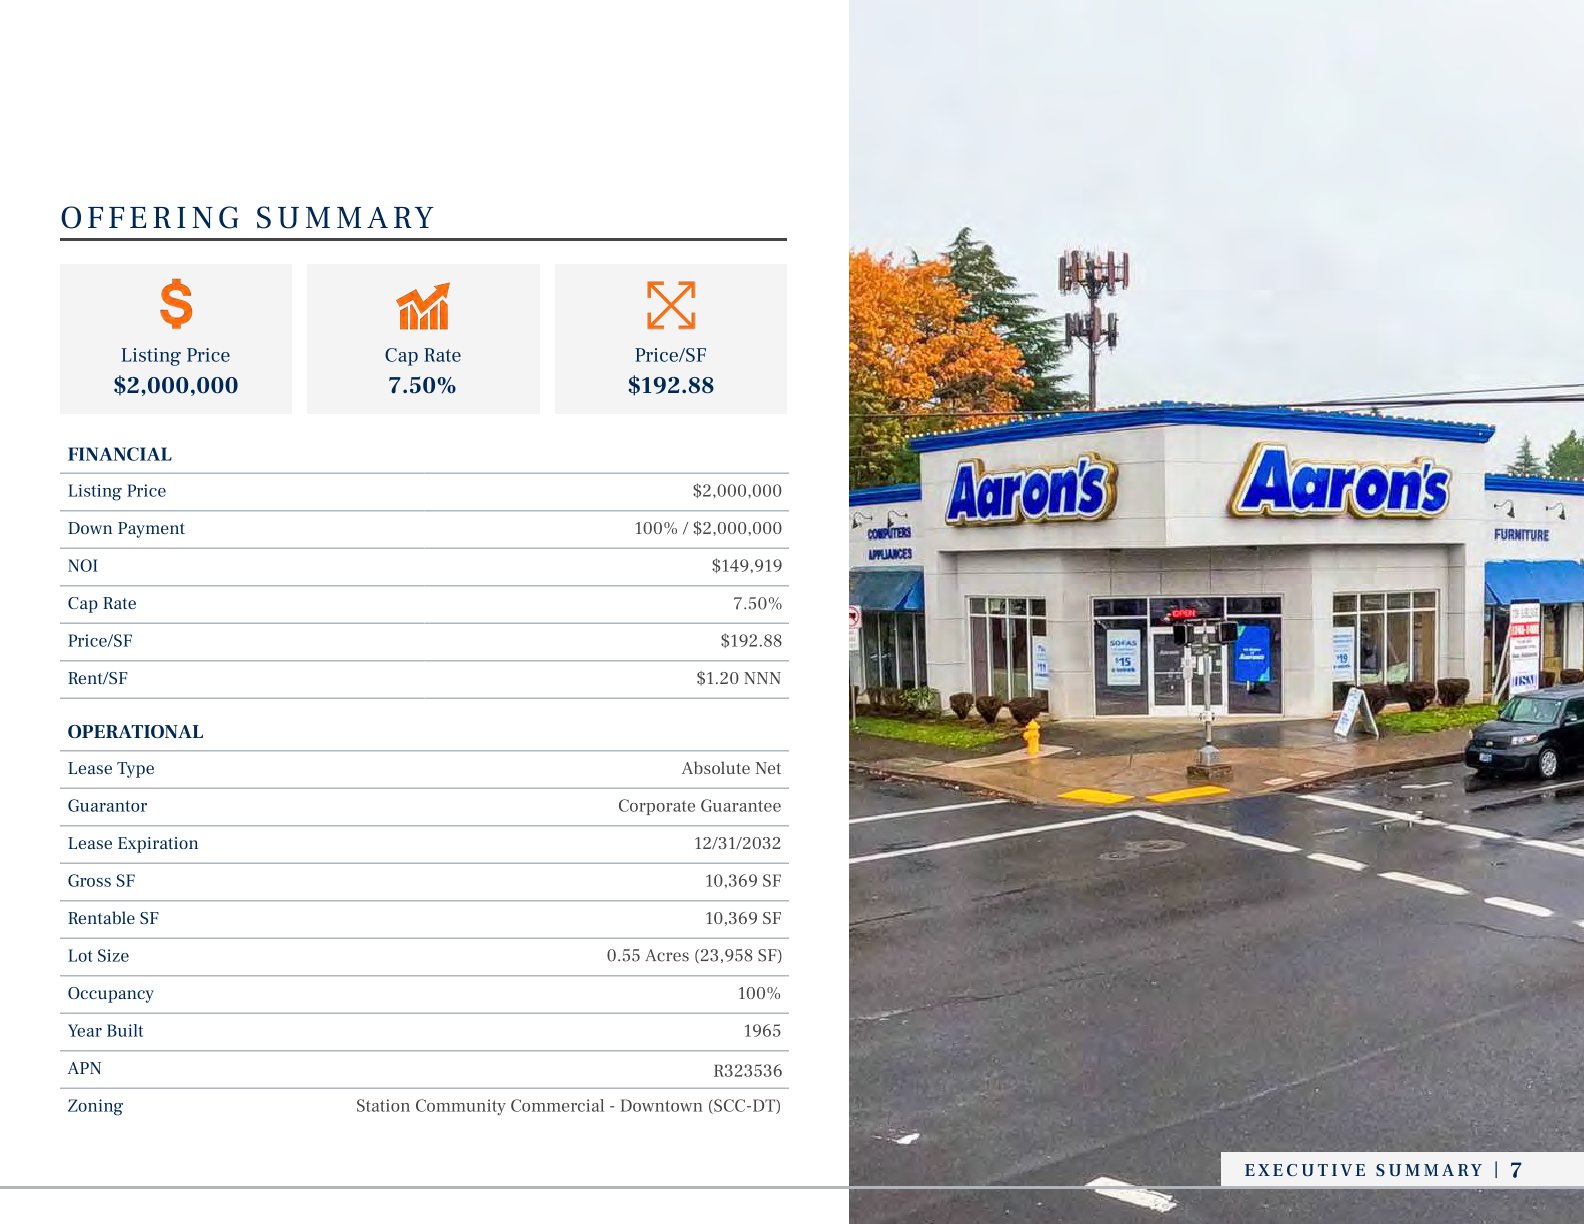 OFFERING SUMMARY
Listing Price
$2,000,000
Cap Rate
7.50%
Price/SF
$192.88
FINANCIAL
Listing Price $2,000,000
Down Payment 100% / $2,000,000
NOI $149,919
Cap Rate 7.50%
Price/SF $192.88
Rent/SF $1.20 NNN
OPERATIONAL
Lease Type Absolute Net
Guarantor Corporate Guarantee
Lease Expiration 12/31/2032
Gross SF 10,369 SF
Rentable SF 10,369 SF
Lot Size 0.55 Acres (23,958 SF)
Occupancy 100%
Year Built 1965
APN R323536
Zoning Station Community Commercial - Downtown (SCC-DT)
Aaron's
Aaron's
COMPUTERS
APPLIANCES
FURNITURE
OPEN
SOFAS
$15
$19
EXECUTIVE SUMMARY | 7